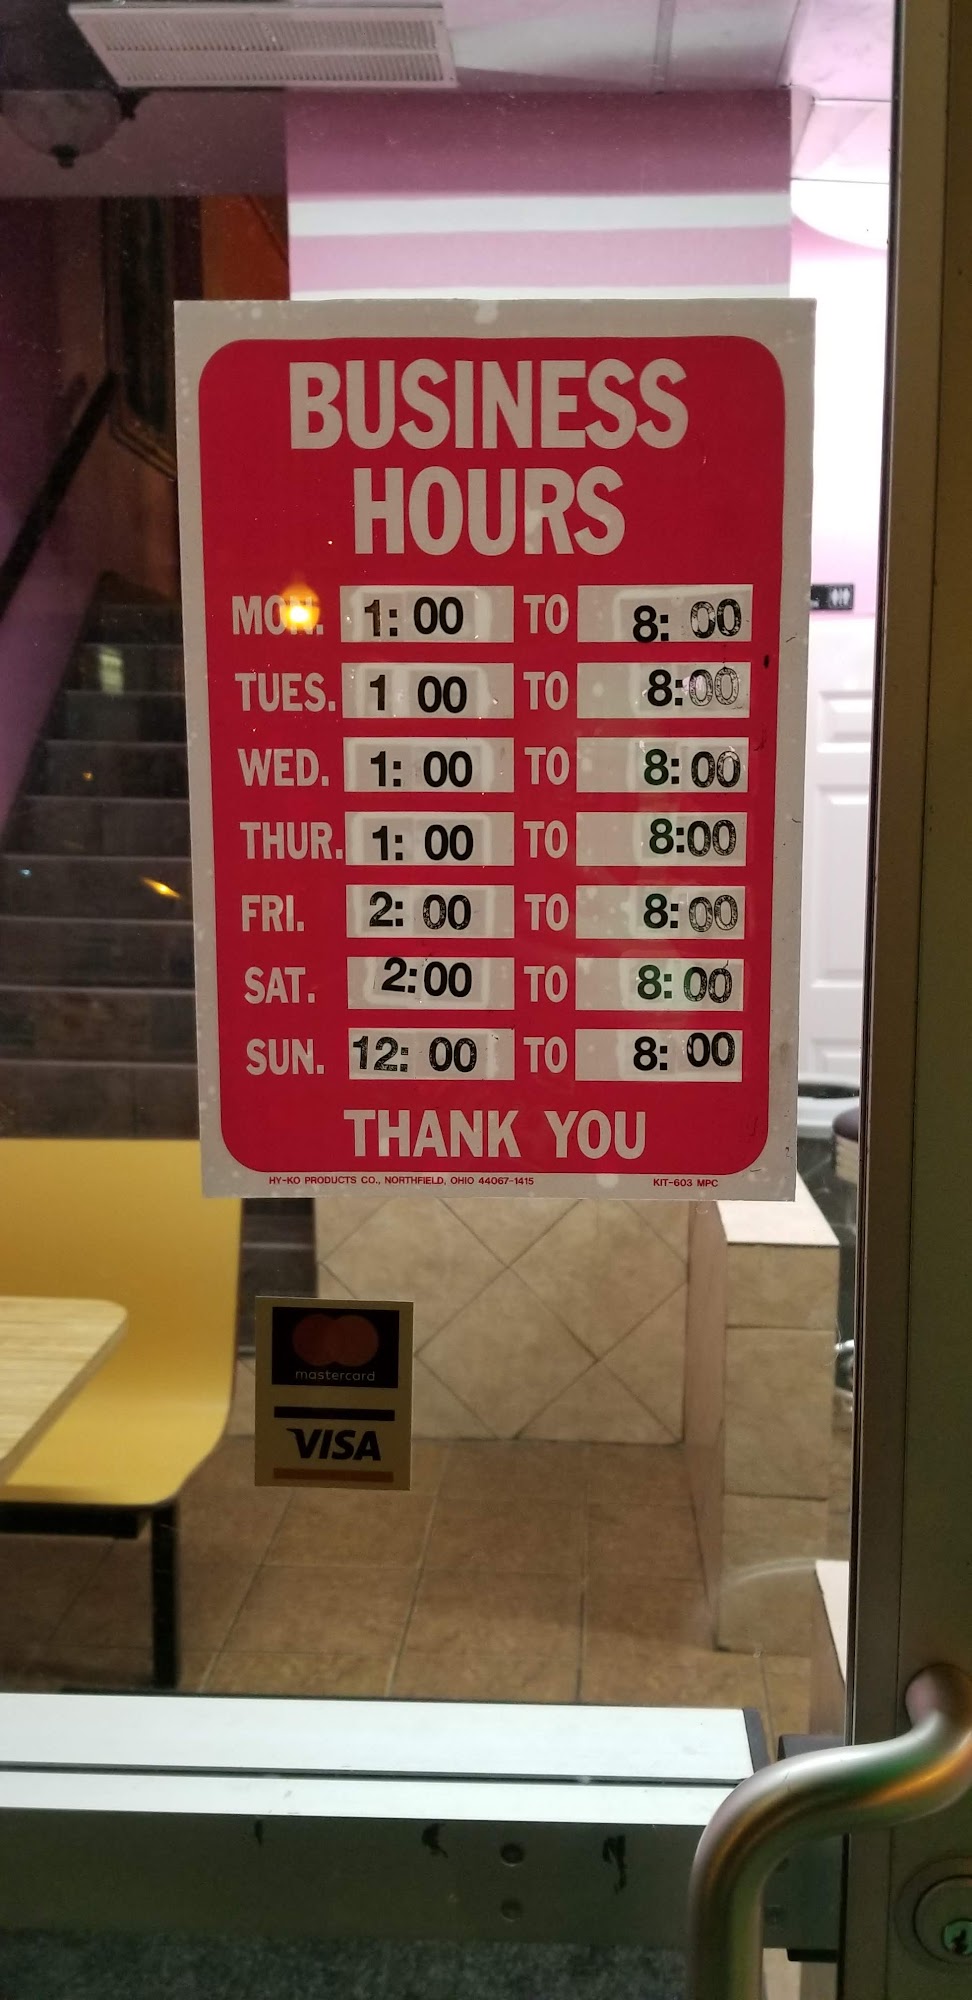 BUSINESS
HOURS
MON. 1: 00 TO 8: 00
TUES. 1 00 TO 8:00
WED. 1: 00 TO 8:00
THUR. 1: 00 TO 8:00
FRI. 2: 00 TO 8:00
SAT. 2:00 TO 8:00
SUN. 12: 00 TO 8: 00
THANK YOU
HY-KO PRODUCTS CO., NORTHFIELD, OHIO 44067-1415 KIT-603 MPC
mastercard
VISA